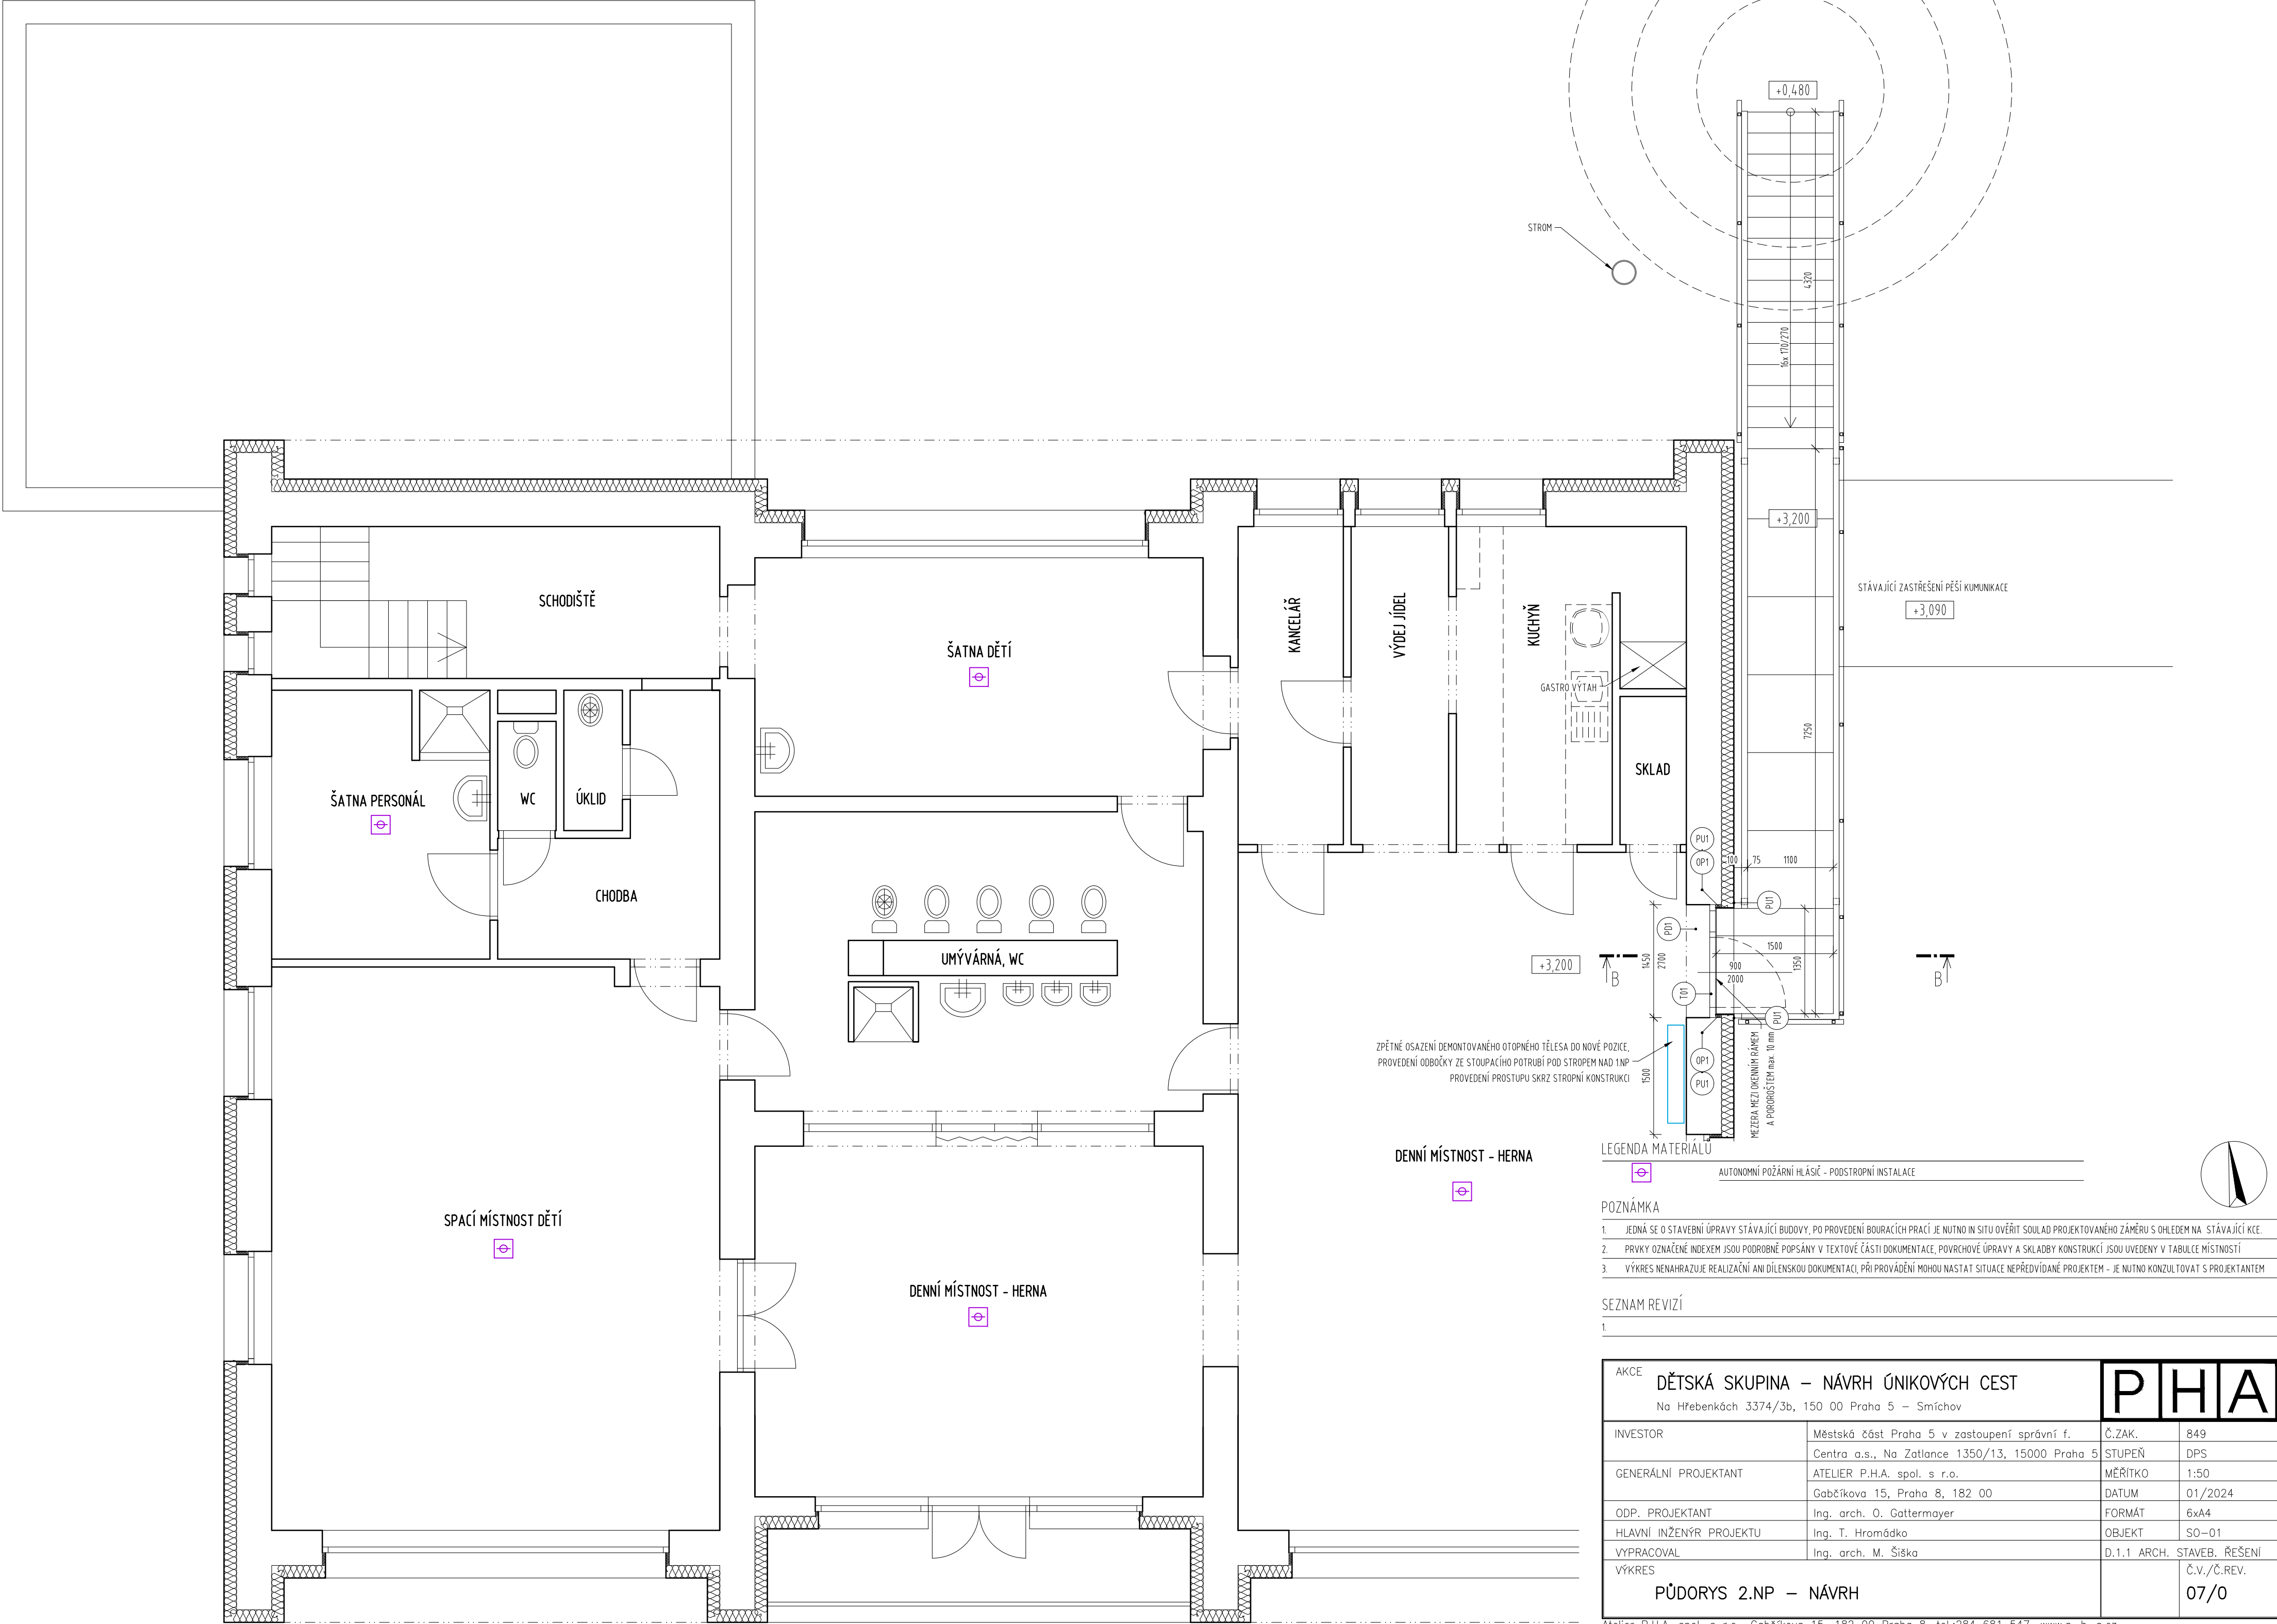 +0,480
STROM
4320
16x 170/270
+3,200
STÁVAJÍCÍ ZASTŘEŠENÍ PĚŠÍ KUMUNIKACE
+3,090
SCHODIŠTĚ
ŠATNA DĚTÍ
KANCELÁŘ
VÝDEJ JÍDEL
KUCHYŇ
GASTRO VÝTAH
SKLAD
7250
ŠATNA PERSONÁL
WC
ÚKLID
CHODBA
PU1
OP1
100
75
1100
PU1
PD1
UMÝVÁRNÁ, WC
+3,200
1450
2700
B
1500
900
2000
1350
B
T01
PU1
ZPĚTNÉ OSAZENÍ DEMONTOVANÉHO OTOPNÉHO TĚLESA DO NOVÉ POZICE,
PROVEDENÍ ODBOČKY ZE STOUPACÍHO POTRUBÍ POD STROPEM NAD 1.NP
PROVEDENÍ PROSTUPU SKRZ STROPNÍ KONSTRUKCI
1500
OP1
PU1
MEZERA MEZI OKENNÍM RÁMEM
A POROROŠTEM max. 10 mm
DENNÍ MÍSTNOST - HERNA
SPACÍ MÍSTNOST DĚTÍ
DENNÍ MÍSTNOST - HERNA
LEGENDA MATERIÁLŮ
AUTONOMNÍ POŽÁRNÍ HLÁSIČ - PODSTROPNÍ INSTALACE
POZNÁMKA
1. JEDNÁ SE O STAVEBNÍ ÚPRAVY STÁVAJÍCÍ BUDOVY, PO PROVEDENÍ BOURACÍCH PRACÍ JE NUTNO IN SITU OVĚŘIT SOULAD PROJEKTOVANÉHO ZÁMĚRU S OHLEDEM NA STÁVAJÍCÍ KCE.
2. PRVKY OZNAČENÉ INDEXEM JSOU PODROBNĚ POPSÁNY V TEXTOVÉ ČÁSTI DOKUMENTACE, POVRCHOVÉ ÚPRAVY A SKLADBY KONSTRUKCÍ JSOU UVEDENY V TABULCE MÍSTNOSTÍ
3. VÝKRES NENAHRAZUJE REALIZAČNÍ ANI DÍLENSKOU DOKUMENTACI, PŘI PROVÁDĚNÍ MOHOU NASTAT SITUACE NEPŘEDVÍDANÉ PROJEKTEM - JE NUTNO KONZULTOVAT S PROJEKTANTEM
SEZNAM REVIZÍ
1.
AKCE
DĚTSKÁ SKUPINA – NÁVRH ÚNIKOVÝCH CEST
Na Hřebenkách 3374/3b, 150 00 Praha 5 – Smíchov
PHA
INVESTOR Městská část Praha 5 v zastoupení správní f. Č.ZAK. 849
Centra a.s., Na Zatlance 1350/13, 15000 Praha 5 STUPEŇ DPS
GENERÁLNÍ PROJEKTANT ATELIER P.H.A. spol. s r.o. MĚŘÍTKO 1:50
Gabčíkova 15, Praha 8, 182 00 DATUM 01/2024
ODP. PROJEKTANT Ing. arch. O. Gattermayer FORMÁT 6xA4
HLAVNÍ INŽENÝR PROJEKTU Ing. T. Hromádko OBJEKT SO-01
VYPRACOVAL Ing. arch. M. Šiška D.1.1 ARCH. STAVEB. ŘEŠENÍ
VÝKRES Č.V./Č.REV.
PŮDORYS 2.NP – NÁVRH 07/0